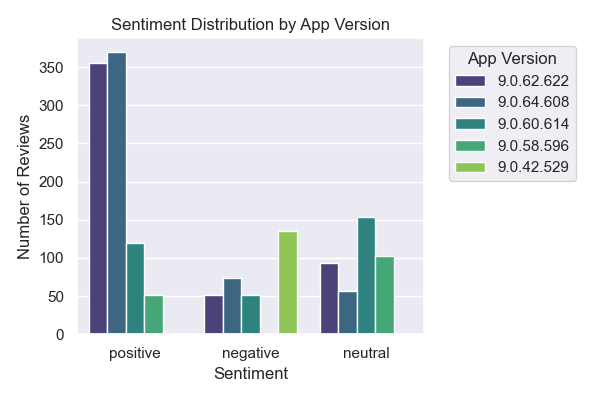 Sentiment Distribution by App Version
Number of Reviews
350
300
250
200
150
100
50
0
positive
negative
neutral
Sentiment
App Version
9.0.62.622
9.0.64.608
9.0.60.614
9.0.58.596
9.0.42.529